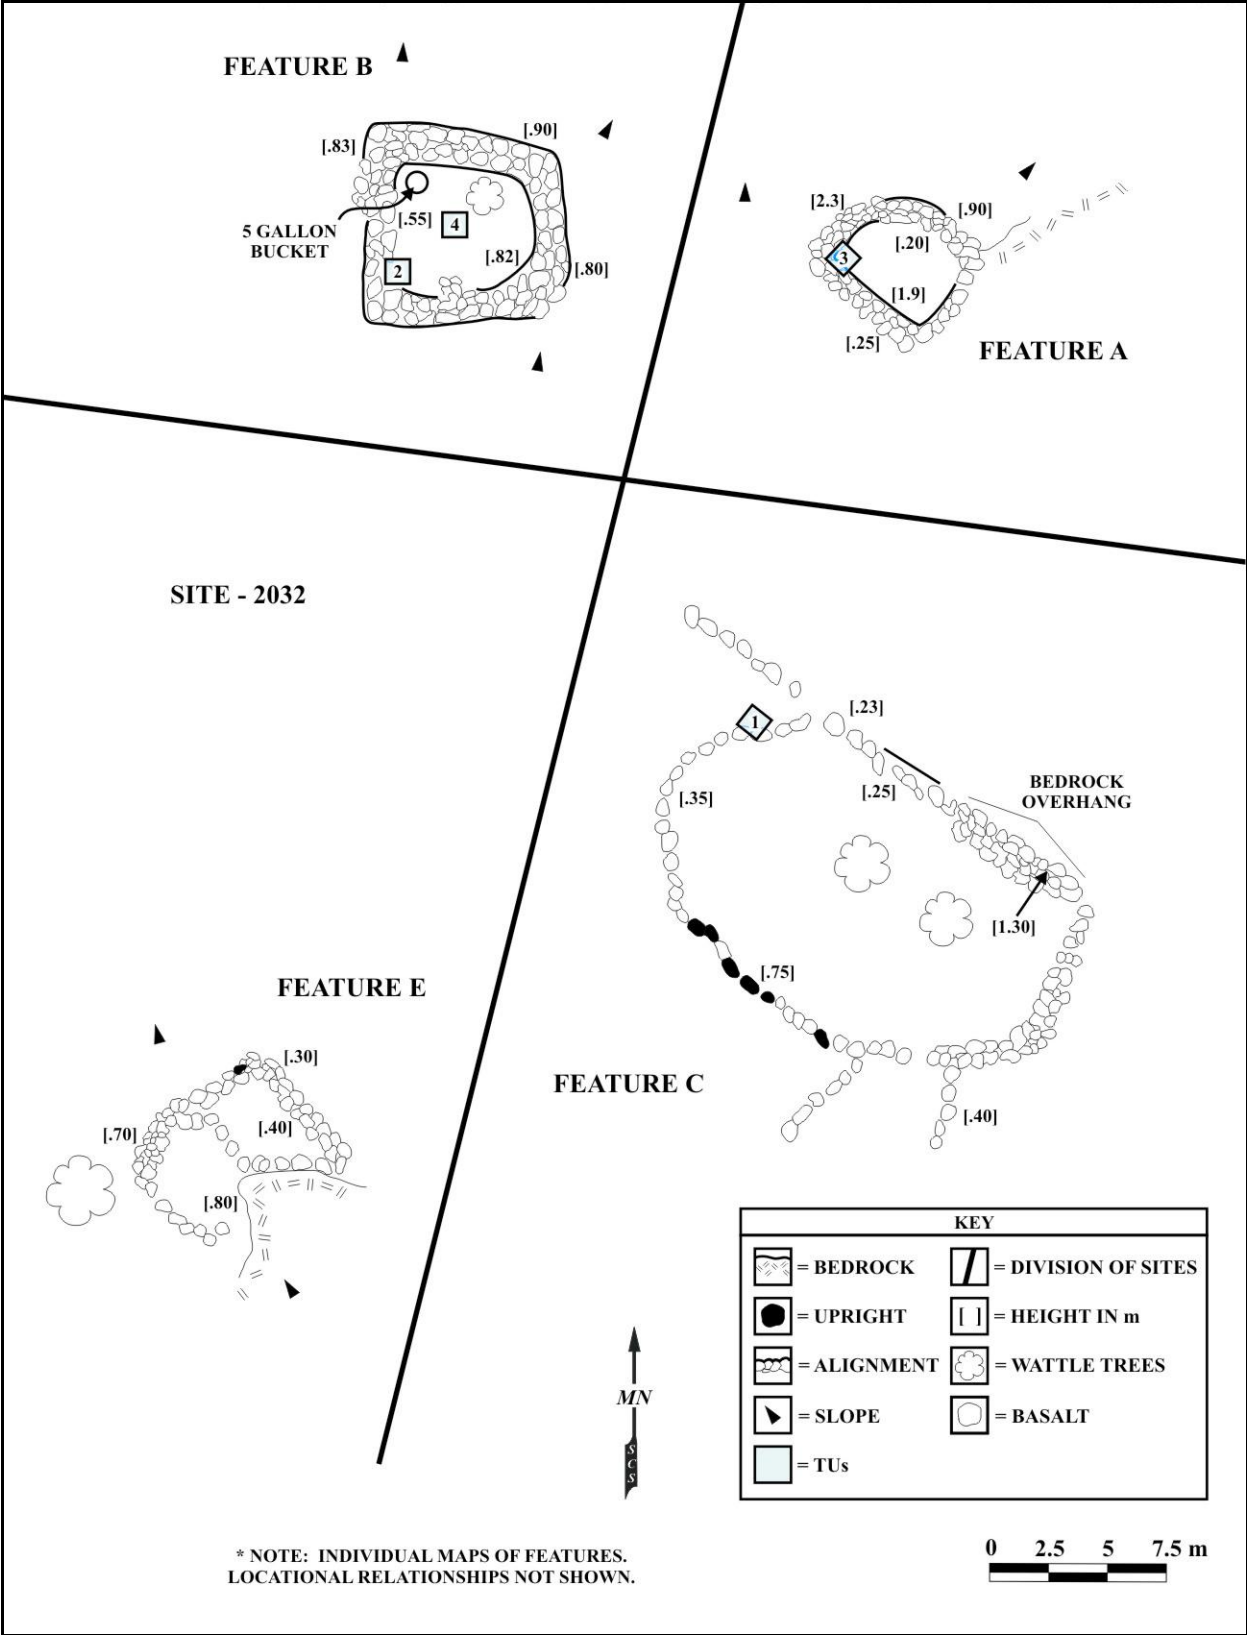 FEATURE B
[.83]
[.90]
5 GALLON
BUCKET
[.55]
4
2
[.82]
[.80]
[2.3]
[.90]
[.20]
3
[1.9]
[.25]
FEATURE A
SITE - 2032
1
[.23]
[.35]
[.25]
BEDROCK
OVERHANG
[1.30]
[.75]
FEATURE C
[.40]
FEATURE E
[.30]
[.70]
[.40]
[.80]
KEY
= BEDROCK
= DIVISION OF SITES
= UPRIGHT
[ ] = HEIGHT IN m
= ALIGNMENT
= WATTLE TREES
= SLOPE
= BASALT
= TUs
MN
SCS
* NOTE: INDIVIDUAL MAPS OF FEATURES.
LOCATIONAL RELATIONSHIPS NOT SHOWN.
0 2.5 5 7.5 m